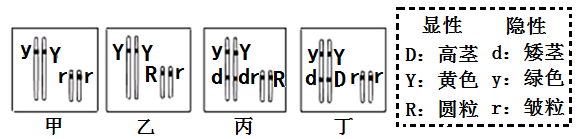 y Y r r
甲
Y Y R r
乙
y Y d d r R
丙
y Y d D r r
丁
显性 隐性
D：高茎 d：矮茎
Y：黄色 y：绿色
R：圆粒 r：皱粒